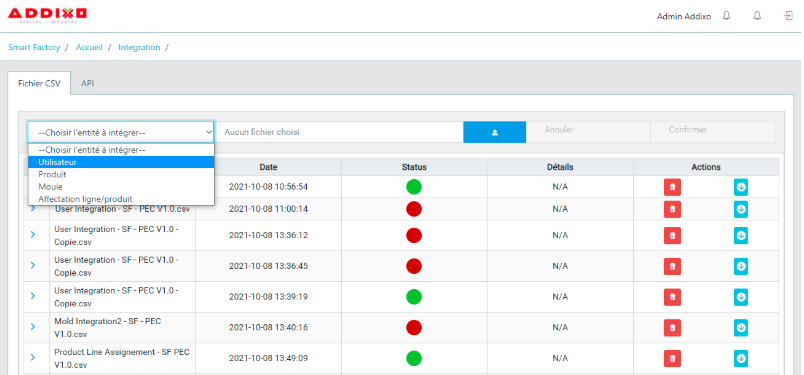 ADDIXO
DIGITAL - INDUSTRY
Admin Addixo
Smart Factory / Accueil / Integration /
Fichier CSV
API
--Choisir l'entité à intégrer--
Aucun fichier choisi
Annuler
Confirmer
--Choisir l'entité à intégrer--
Utilisateur
Produit
Moule
Affectation ligne/produit
Date
Status
Détails
Actions
2021-10-08 10:56:54
N/A
User Integration - SF - PEC V1.0.csv
2021-10-08 11:00:14
N/A
User Integration - SF - PEC V1.0 -
Copie.csv
2021-10-08 13:36:12
N/A
User Integration - SF - PEC V1.0 -
Copie.csv
2021-10-08 13:36:45
N/A
User Integration - SF - PEC V1.0 -
Copie.csv
2021-10-08 13:39:19
N/A
Mold Integration2 - SF - PEC
V1.0.csv
2021-10-08 13:40:16
N/A
Product Line Assignement - SF PEC
V1.0.csv
2021-10-08 13:49:09
N/A